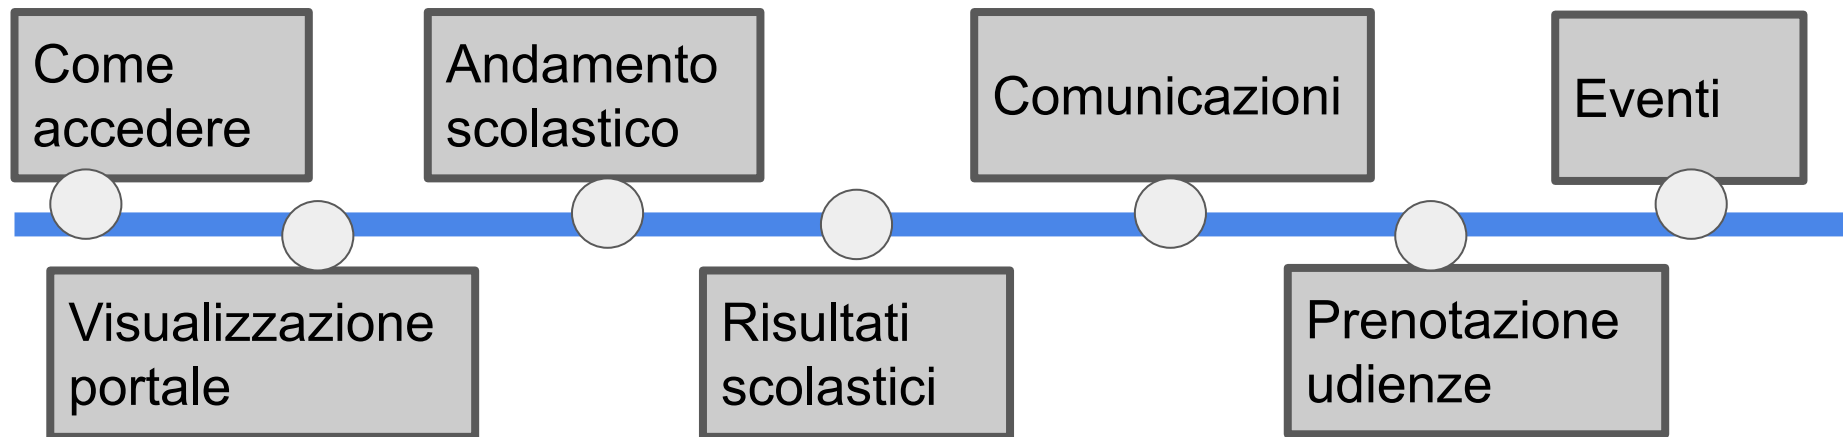 Come
accedere
Visualizzazione
portale
Andamento
scolastico
Risultati
scolastici
Comunicazioni
Prenotazione
udienze
Eventi